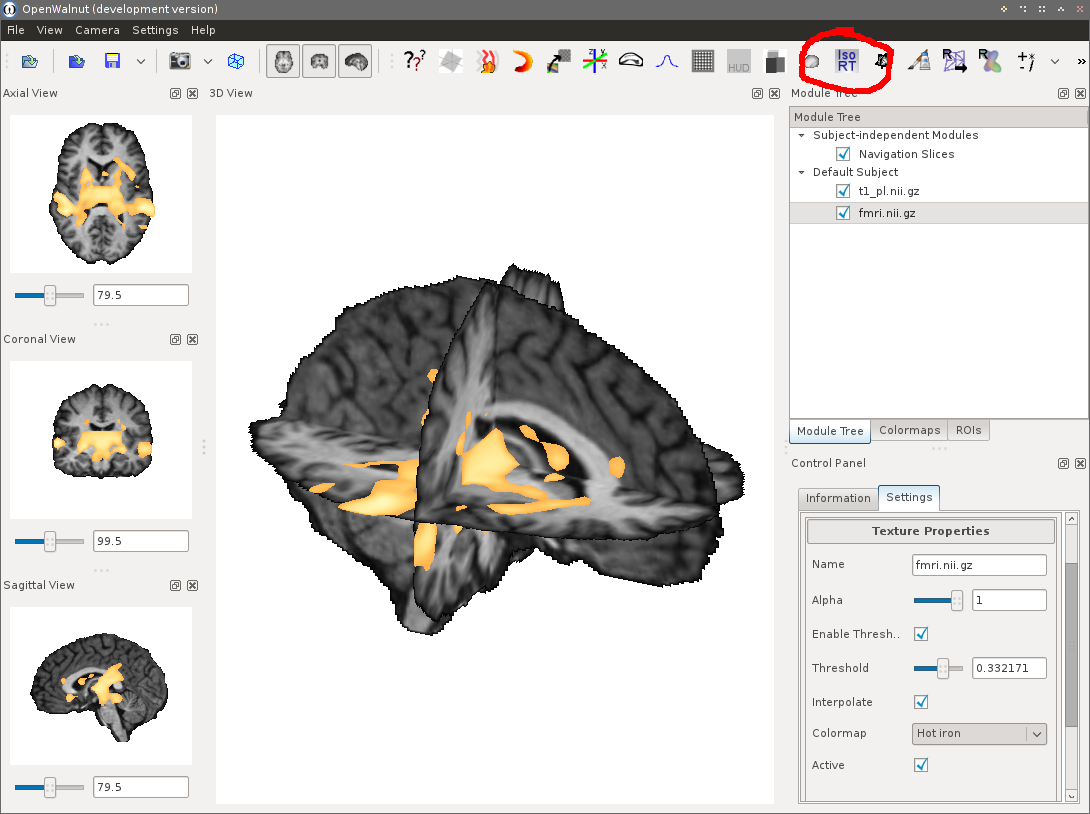 OpenWalnut (development version)
File View Camera Settings Help
??
x y z
HUD
ISO
RT
R
R
+-/
»
Axial View
3D View
Module Tree
79.5
Coronal View
99.5
Sagittal View
79.5
Module Tree
Subject-independent Modules
Navigation Slices
Default Subject
t1_pl.nii.gz
fmri.nii.gz
Module Tree Colormaps ROIs
Control Panel
Information Settings
Texture Properties
Name fmri.nii.gz
Alpha 1
Enable Thresh..
Threshold 0.332171
Interpolate
Colormap Hot iron
Active